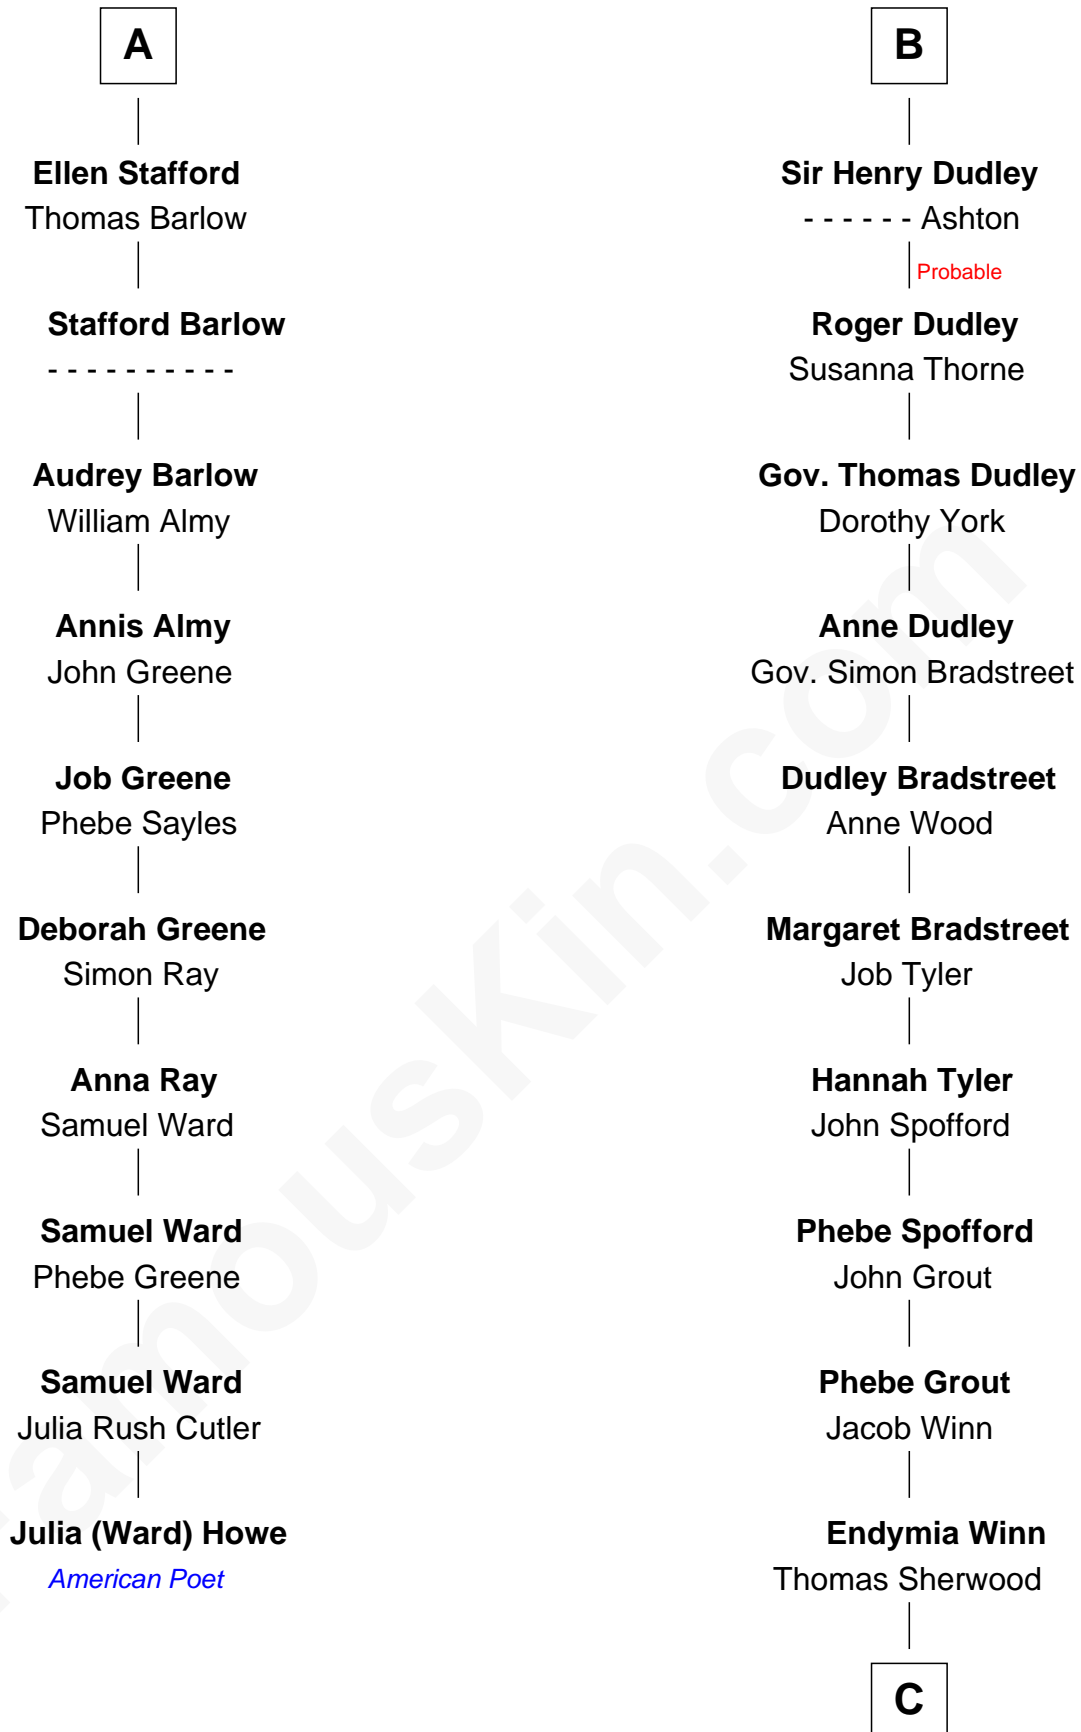 A
Ellen Stafford
Thomas Barlow
Stafford Barlow
- - - - - - - - - -
Audrey Barlow
William Almy
Annis Almy
John Greene
Job Greene
Phebe Sayles
Deborah Greene
Simon Ray
Anna Ray
Samuel Ward
Samuel Ward
Phebe Greene
Samuel Ward
Julia Rush Cutler
Julia (Ward) Howe
American Poet
B
Sir Henry Dudley
- - - - - - Ashton
Probable
Roger Dudley
Susanna Thorne
Gov. Thomas Dudley
Dorothy York
Anne Dudley
Gov. Simon Bradstreet
Dudley Bradstreet
Anne Wood
Margaret Bradstreet
Job Tyler
Hannah Tyler
John Spofford
Phebe Spofford
John Grout
Phebe Grout
Jacob Winn
Endymia Winn
Thomas Sherwood
C
FamousKin.com